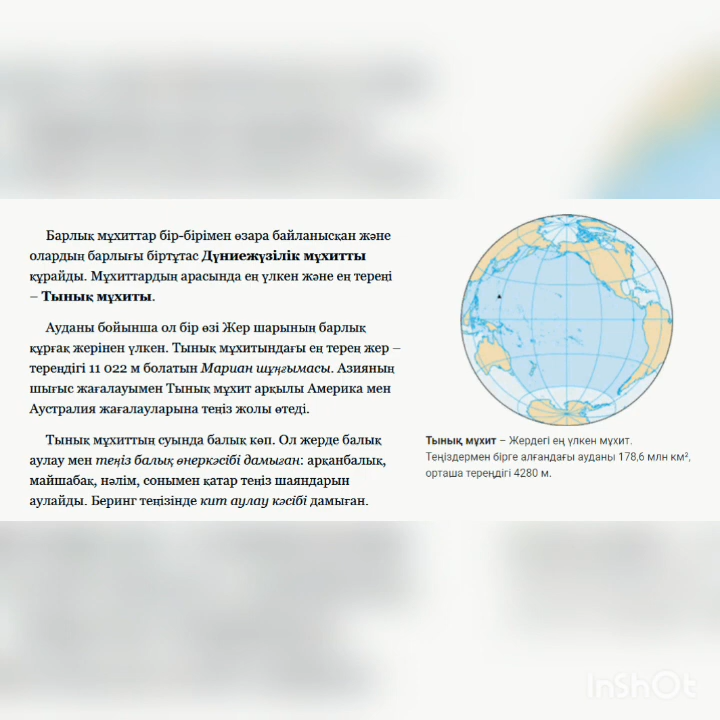 Барлық мұхиттар бір-бірімен өзара байланысқан және
олардың барлығы біртұтас Дүниежүзілік мұхитты
құрайды. Мұхиттардың арасында ең үлкен және ең терең
– Тынық мұхиты.
Ауданы бойынша ол бір өзі Жер шарының барлық
құрғақ жерінен үлкен. Тынық мұхитындағы ең терең жер –
тереңдігі 11 022 м болатын Мариан шұңғымасы. Азияның
шығыс жағалауымен Тынық мұхит арқылы Америка мен
Аустралия жағалауларына теңіз жолы өтеді.
Тынық мұхиттың суында балық көп. Ол жерде балық
аулау мен теңіз балық өнеркәсібі дамыған: арқанбалық,
майшабақ, нәлім, сонымен қатар теңіз шаяндарын
аулайды. Беринг теңізінде кит аулау кәсібі дамыған.
Тынық мұхит – Жердегі ең үлкен мұхит.
Теңіздермен бірге алғандағы ауданы 178,6 млн км²,
орташа тереңдігі 4280 м.
InShOt